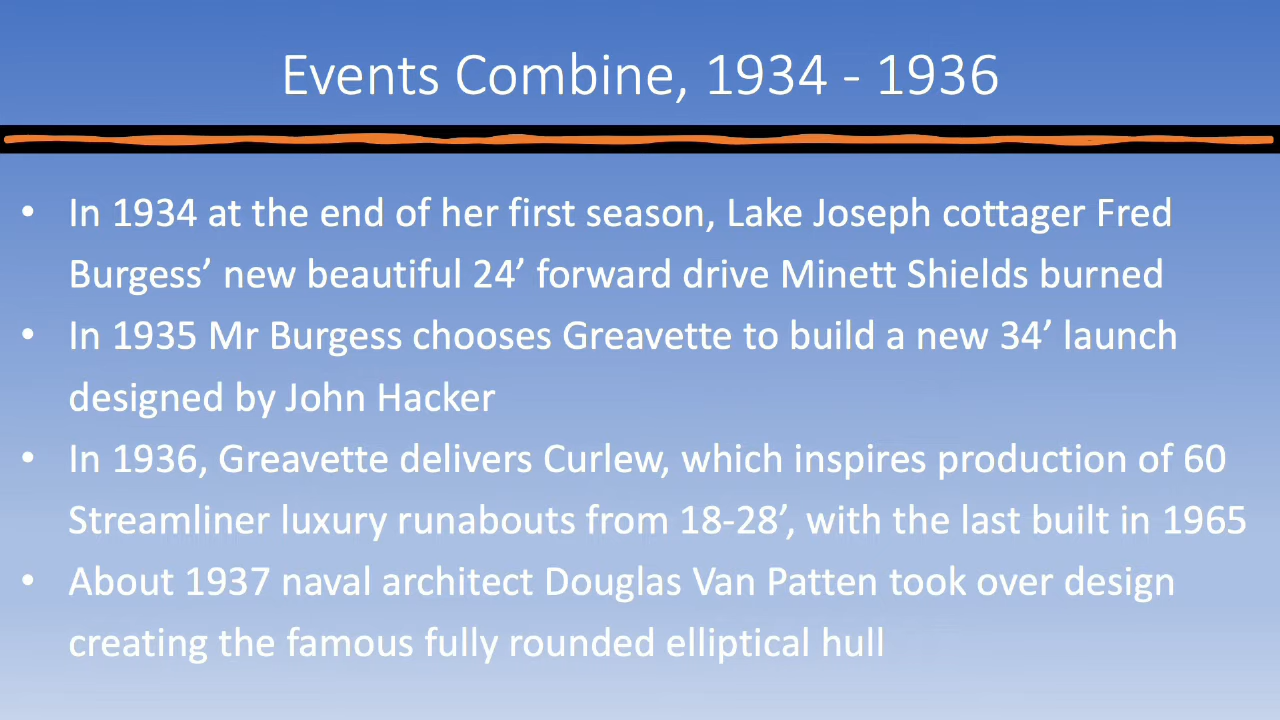 Events Combine, 1934 - 1936
• In 1934 at the end of her first season, Lake Joseph cottager Fred
Burgess’ new beautiful 24’ forward drive Minett Shields burned
• In 1935 Mr Burgess chooses Greavette to build a new 34’ launch
designed by John Hacker
• In 1936, Greavette delivers Curlew, which inspires production of 60
Streamliner luxury runabouts from 18-28’, with the last built in 1965
• About 1937 naval architect Douglas Van Patten took over design
creating the famous fully rounded elliptical hull